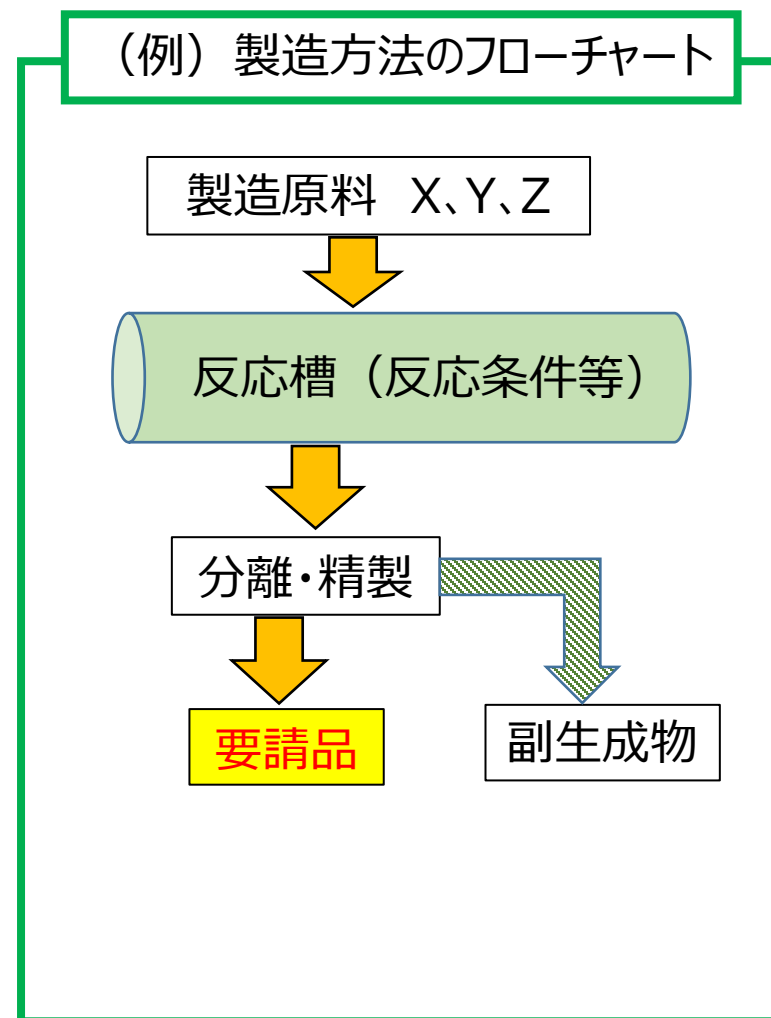 （例）製造方法のフローチャート
製造原料　X、Y、Z
反応槽（反応条件等）
分離・精製
要請品
副生成物